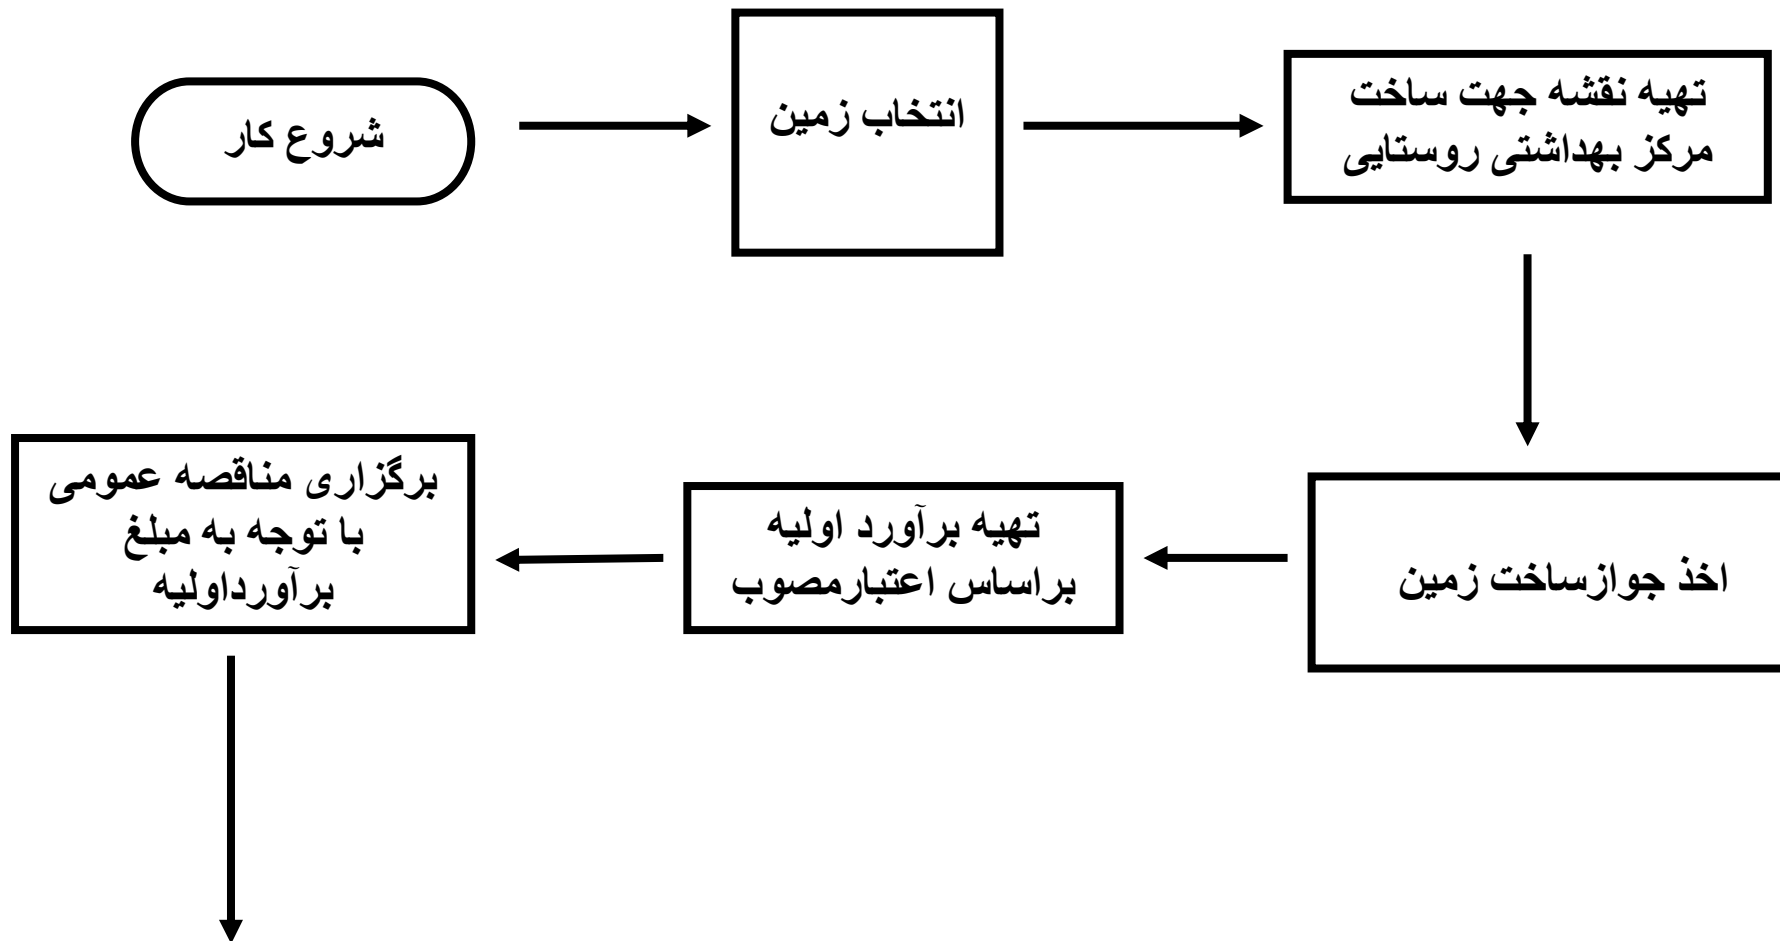 شروع کار
انتخاب زمین
تهیه نقشه جهت ساخت
مرکز بهداشتی روستایی
اخذ جوازساخت زمین
تهیه برآورد اولیه
براساس اعتبارمصوب
برگزاری مناقصه عمومی
با توجه به مبلغ
برآورداولیه